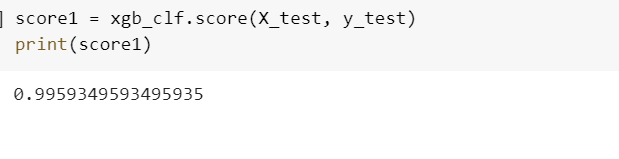 ] score1 = xgb_clf.score(X_test, y_test)
print(score1)
0.9959349593495935